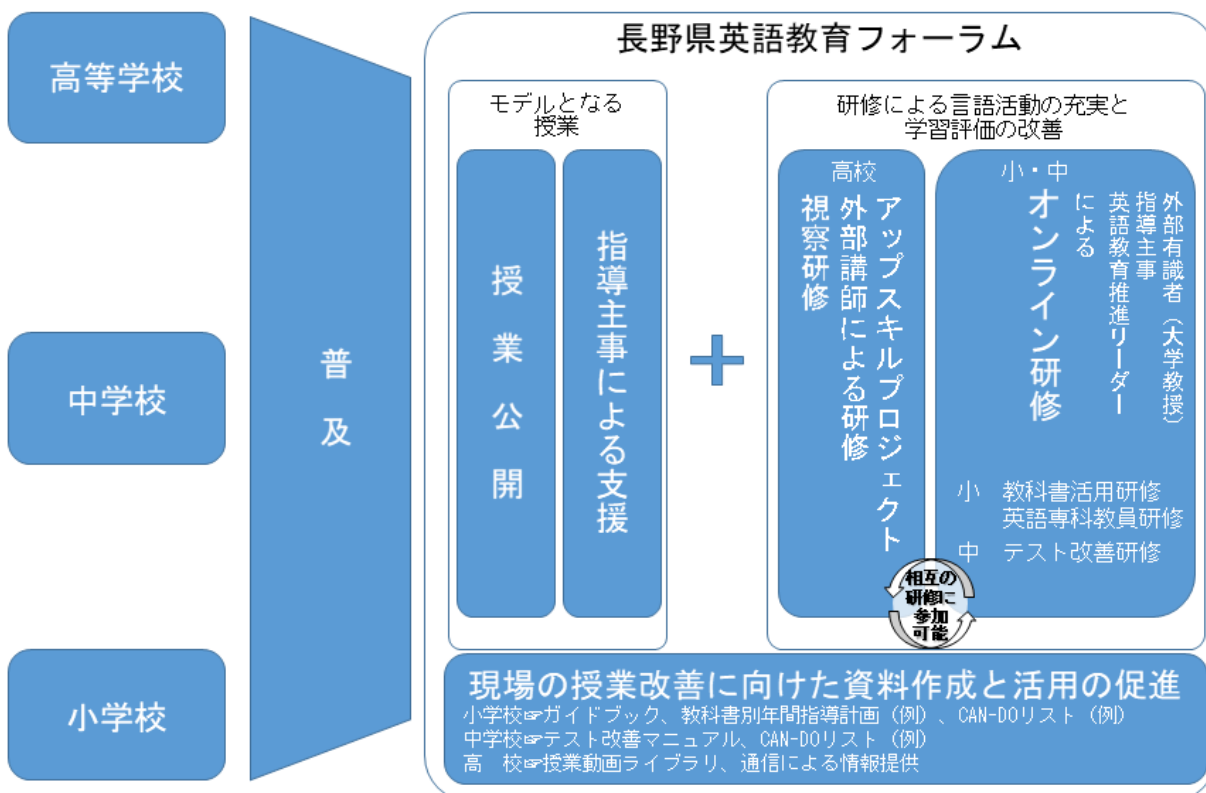 高等学校
中学校
小学校
普及
長野県英語教育フォーラム
モデルとなる
授業
授業公開
指導主事による支援
研修による言語活動の充実と
学習評価の改善
高校
アップスキルプロジェクト
外部講師による研修
視察研修
小・中
外部有識者（大学教授）
指導主事
英語教育推進リーダー
による
オンライン研修
小　教科書活用研修
英語専科教員研修
中　テスト改善研修
相互の
研修に
参加
可能
現場の授業改善に向けた資料作成と活用の促進
小学校☞ガイドブック、教科書別年間指導計画（例）、CAN-DOリスト（例）
中学校☞テスト改善マニュアル、CAN-DOリスト（例）
高　校☞授業動画ライブラリ、通信による情報提供